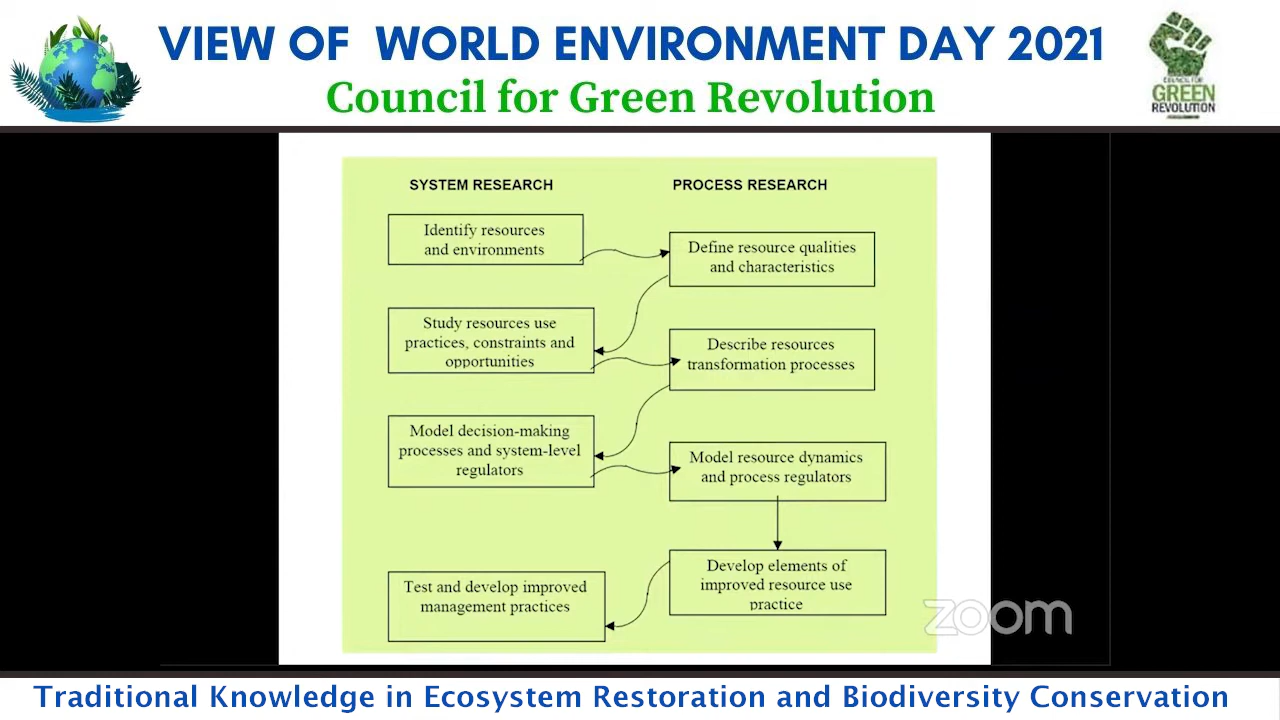 VIEW OF WORLD ENVIRONMENT DAY 2021
Council for Green Revolution
COUNCIL FOR
GREEN
REVOLUTION
SYSTEM RESEARCH
PROCESS RESEARCH
Identify resources
and environments
Define resource qualities
and characteristics
Study resources use
practices, constraints and
opportunities
Describe resources
transformation processes
Model decision-making
processes and system-level
regulators
Model resource dynamics
and process regulators
Develop elements of
improved resource use
practice
Test and develop improved
management practices
zoom
Traditional Knowledge in Ecosystem Restoration and Biodiversity Conservation